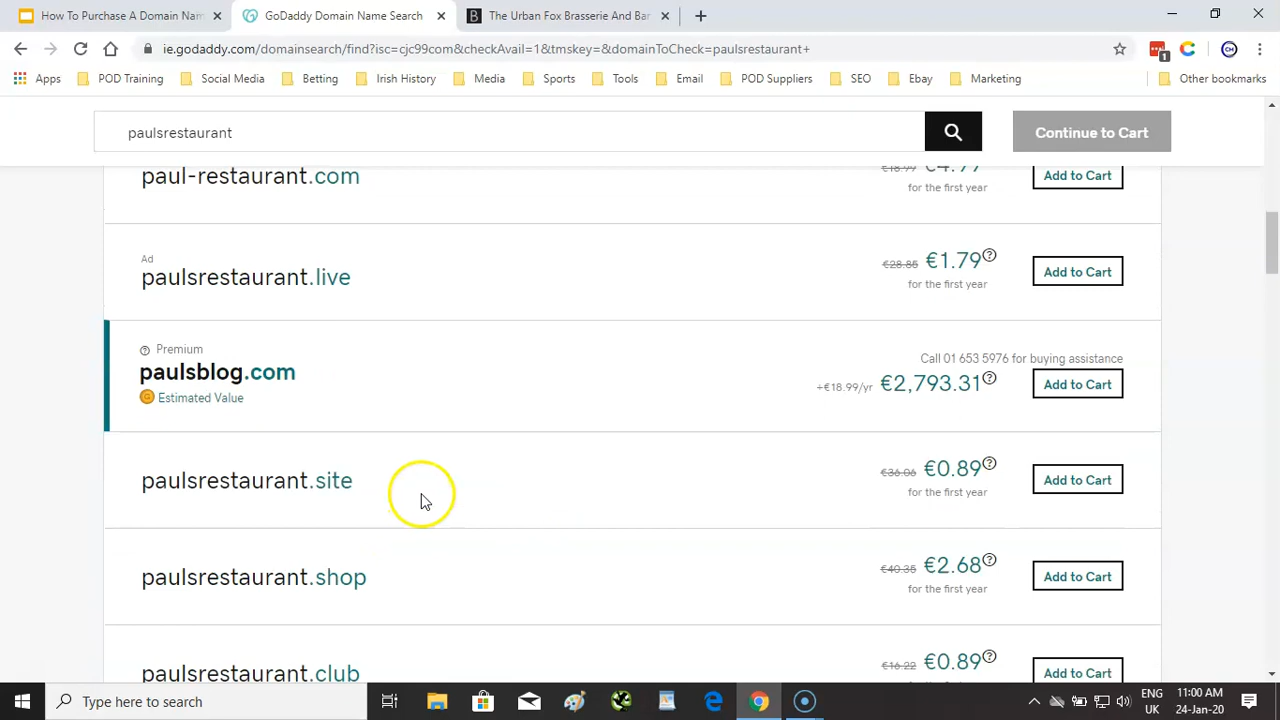 How To Purchase A Domain Nam
GoDaddy Domain Name Search
The Urban Fox Brasserie And Bar
ie.godaddy.com/domainsearch/find?isc=cjc99com&checkAvail=1&tmskey=&domainToCheck=paulsrestaurant+
1
CH
Apps
POD Training
Social Media
Betting
Irish History
Media
Sports
Tools
Email
POD Suppliers
SEO
Ebay
Marketing
Other bookmarks
paulsrestaurant
Continue to Cart
paul-restaurant.com
€18.99 €4.99
for the first year
Add to Cart
Ad
paulsrestaurant.live
€28.85 €1.79
for the first year
Add to Cart
Premium
paulsblog.com
Estimated Value
Call 01 653 5976 for buying assistance
+€18.99/yr €2,793.31
Add to Cart
paulsrestaurant.site
€36.06 €0.89
for the first year
Add to Cart
paulsrestaurant.shop
€40.35 €2.68
for the first year
Add to Cart
paulsrestaurant.club
€16.22 €0.89
Add to Cart
Type here to search
ENG
UK
11:00 AM
24-Jan-20